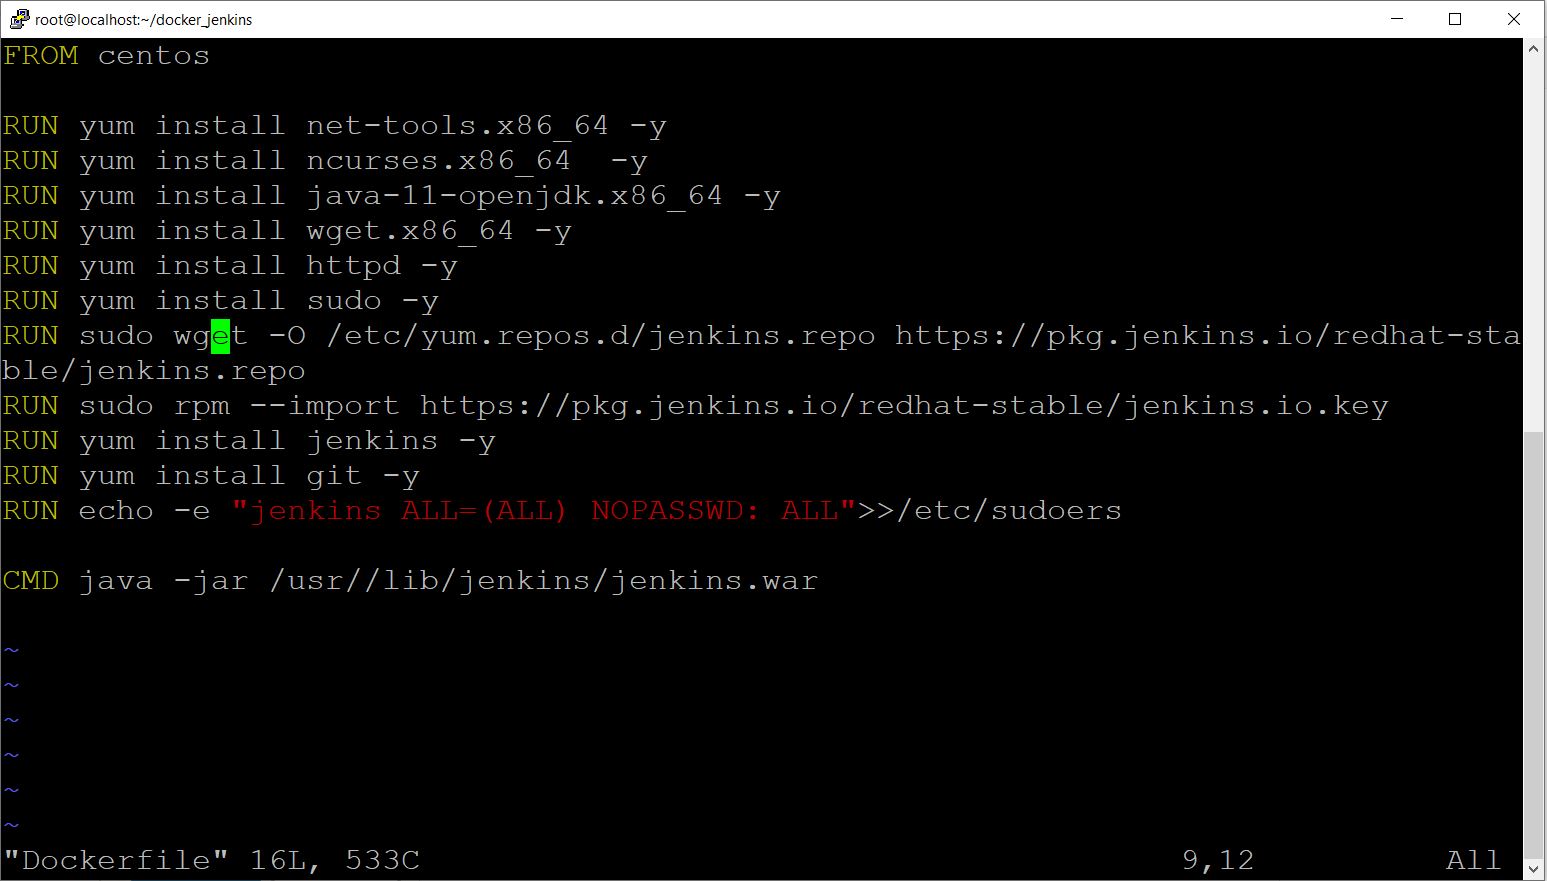 root@localhost:~/docker_jenkins
FROM centos
RUN yum install net-tools.x86_64 -y
RUN yum install ncurses.x86_64  -y
RUN yum install java-11-openjdk.x86_64 -y
RUN yum install wget.x86_64 -y
RUN yum install httpd -y
RUN yum install sudo -y
RUN sudo wget -O /etc/yum.repos.d/jenkins.repo https://pkg.jenkins.io/redhat-sta
ble/jenkins.repo
RUN sudo rpm --import https://pkg.jenkins.io/redhat-stable/jenkins.io.key
RUN yum install jenkins -y
RUN yum install git -y
RUN echo -e "jenkins ALL=(ALL) NOPASSWD: ALL">>/etc/sudoers
CMD java -jar /usr//lib/jenkins/jenkins.war
~
~
~
~
~
~
"Dockerfile" 16L, 533C 9,12 All